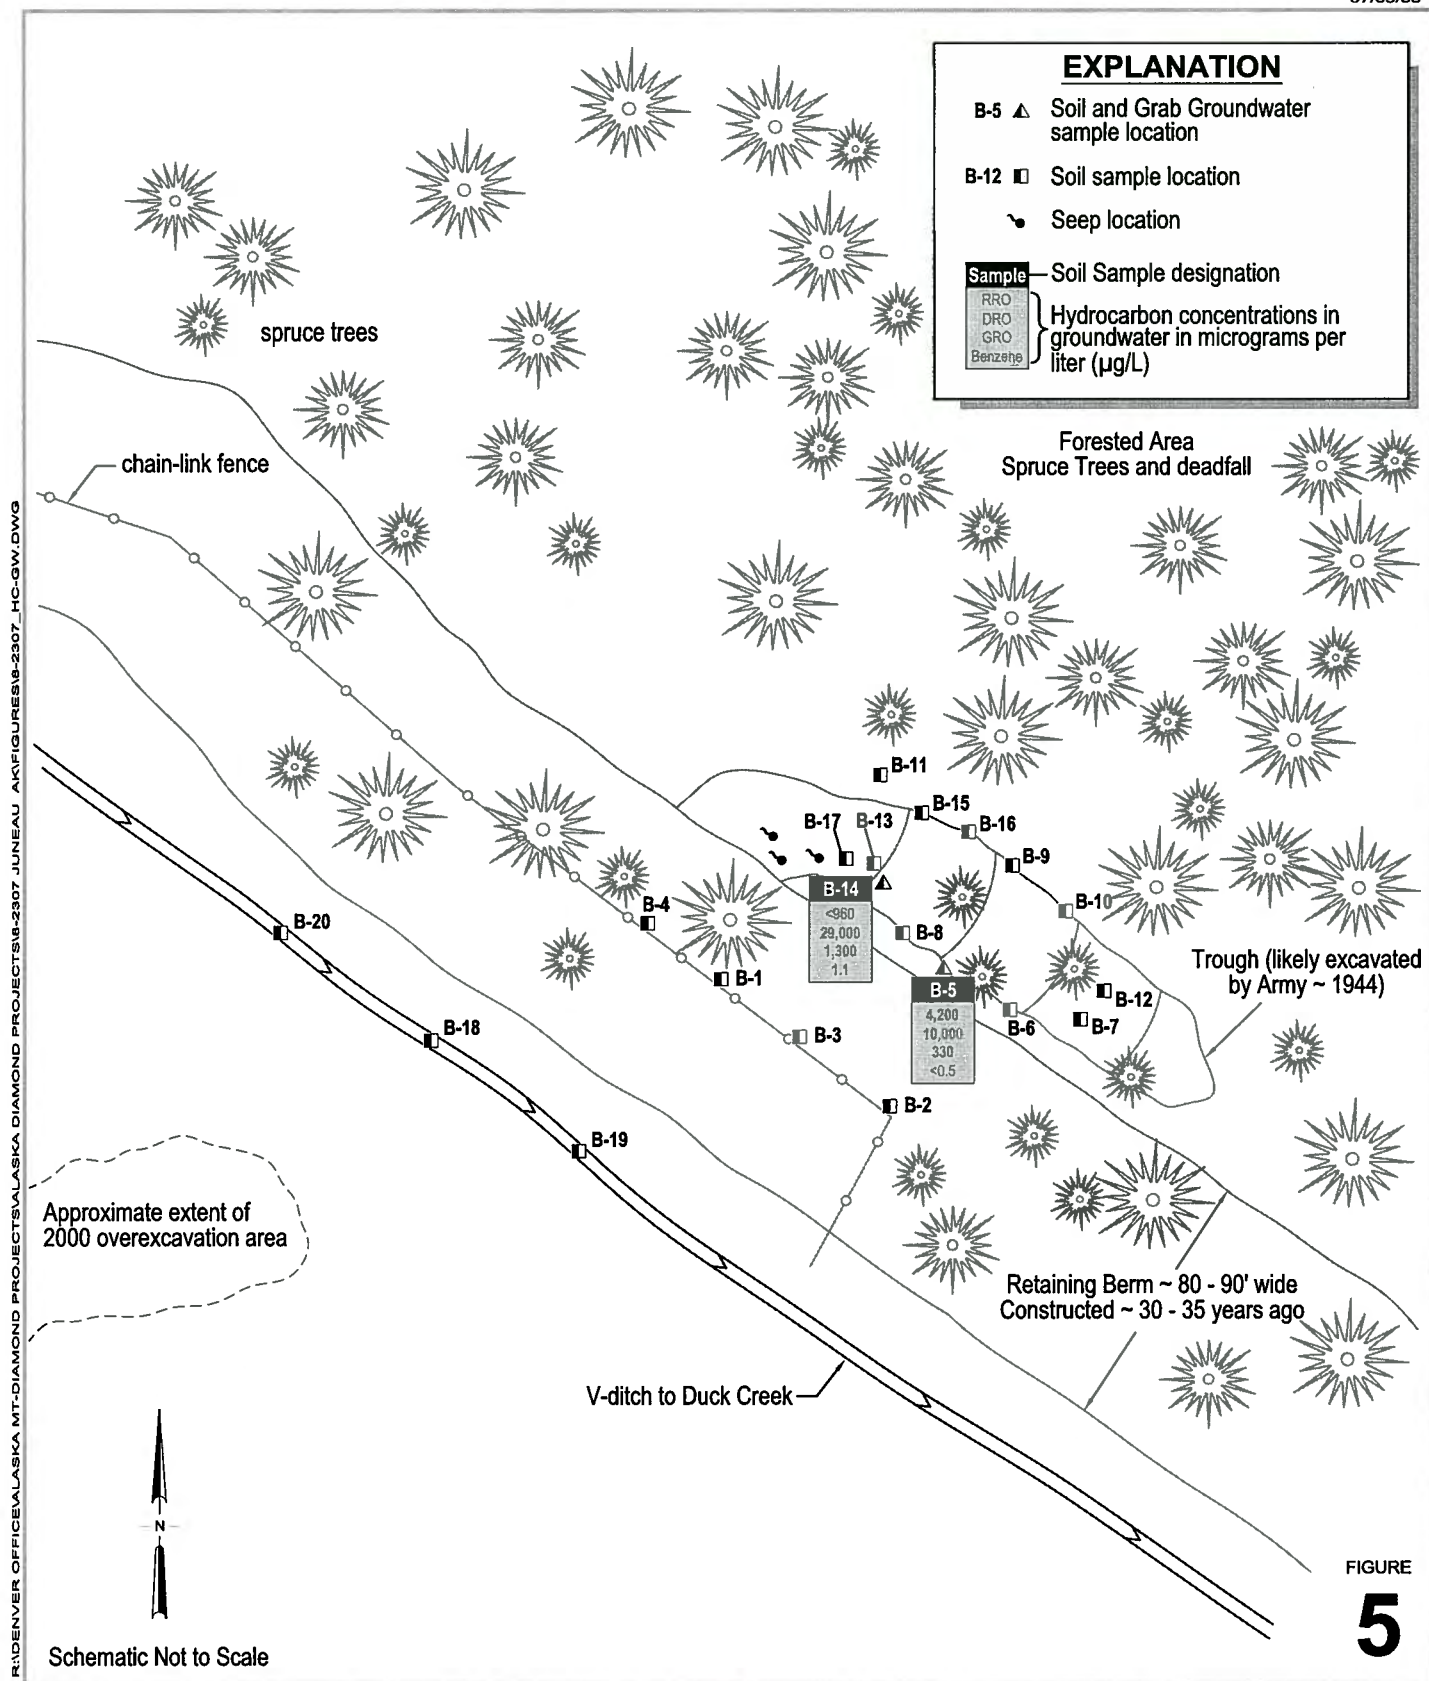 EXPLANATION
B-5 Soil and Grab Groundwater
sample location
B-12 Soil sample location
Seep location
Sample Soil Sample designation
RRO
DRO
GRO
Benzene
Hydrocarbon concentrations in
groundwater in micrograms per
liter (µg/L)
spruce trees
Forested Area
Spruce Trees and deadfall
chain-link fence
B-11
B-15
B-17
B-13
B-16
B-9
B-14
<960
29,000
1,300
1.1
B-10
B-4
B-8
B-20
B-1
Trough (likely excavated
by Army ~ 1944)
B-5
4,200
10,000
330
<0.5
B-12
B-7
B-6
B-18
B-3
B-2
B-19
Approximate extent of
2000 overexcavation area
Retaining Berm ~ 80 - 90' wide
Constructed ~ 30 - 35 years ago
V-ditch to Duck Creek
N
Schematic Not to Scale
FIGURE
5
R:\DENVER OFFICE\ALASKA MT-DIAMOND PROJECTS\ALASKA DIAMOND PROJECTS\8-2307 JUNEAU AK\FIGURES\8-2307_HC-GW.DWG